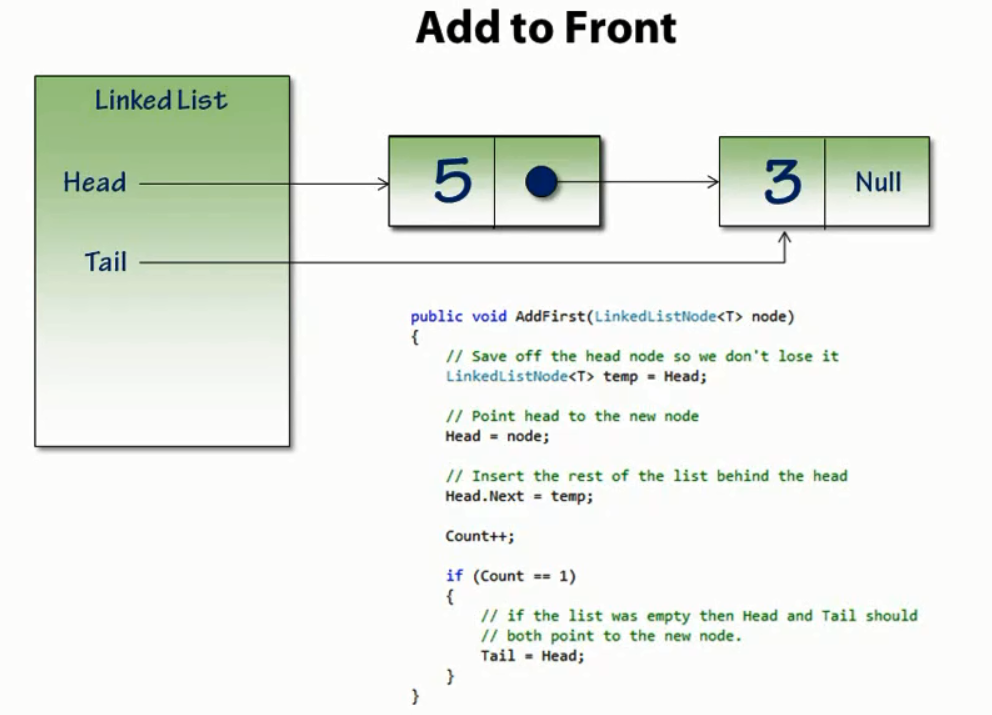 Add to Front
Linked List
Head
5
3
Null
Tail
public void AddFirst(LinkedListNode<T> node)
{
    // Save off the head node so we don't lose it
    LinkedListNode<T> temp = Head;

    // Point head to the new node
    Head = node;

    // Insert the rest of the list behind the head
    Head.Next = temp;

    Count++;

    if (Count == 1)
    {
        // if the list was empty then Head and Tail should
        // both point to the new node.
        Tail = Head;
    }
}